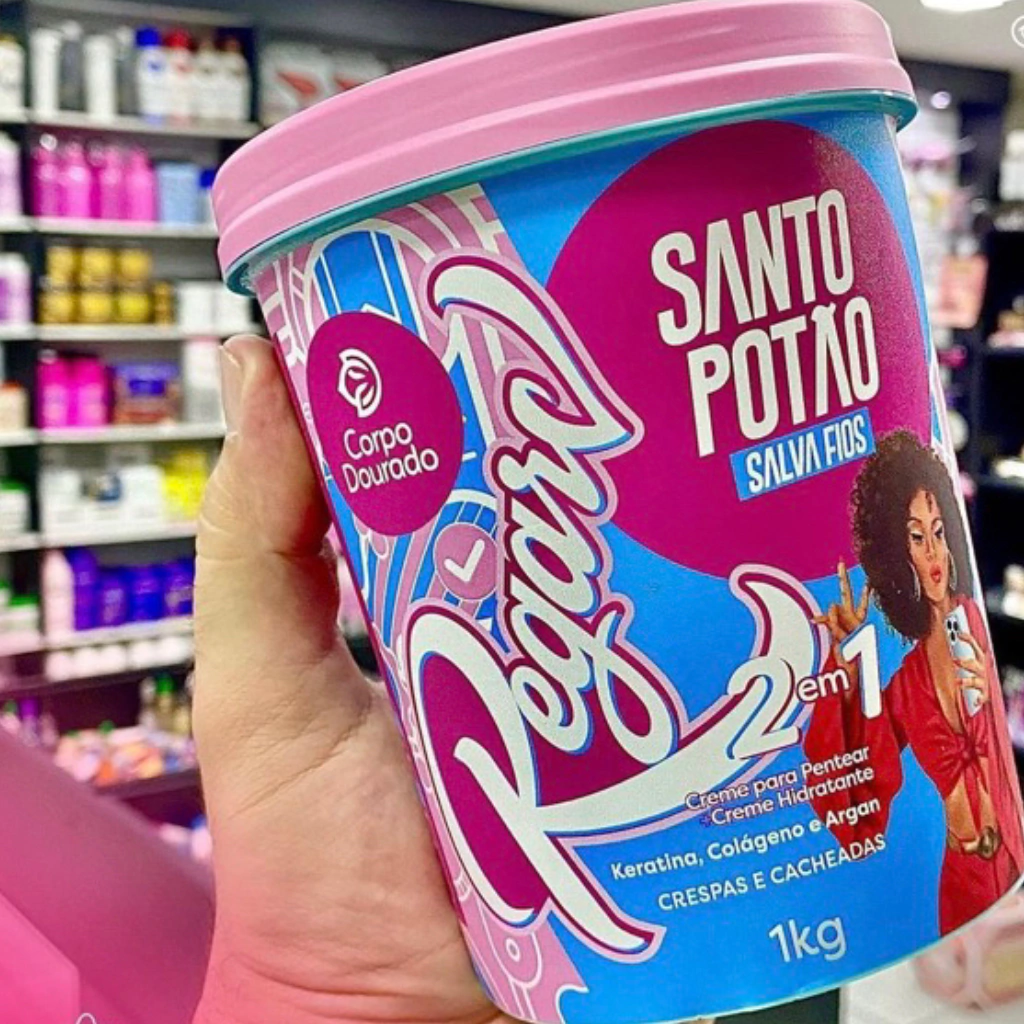 SANTO
POTÃO
SALVA FIOS
Corpo
Dourado
Regard
2 em 1
Creme para Pentear
+Creme Hidratante
Keratina, Colágeno e Argan
CRESPAS E CACHEADAS
1kg